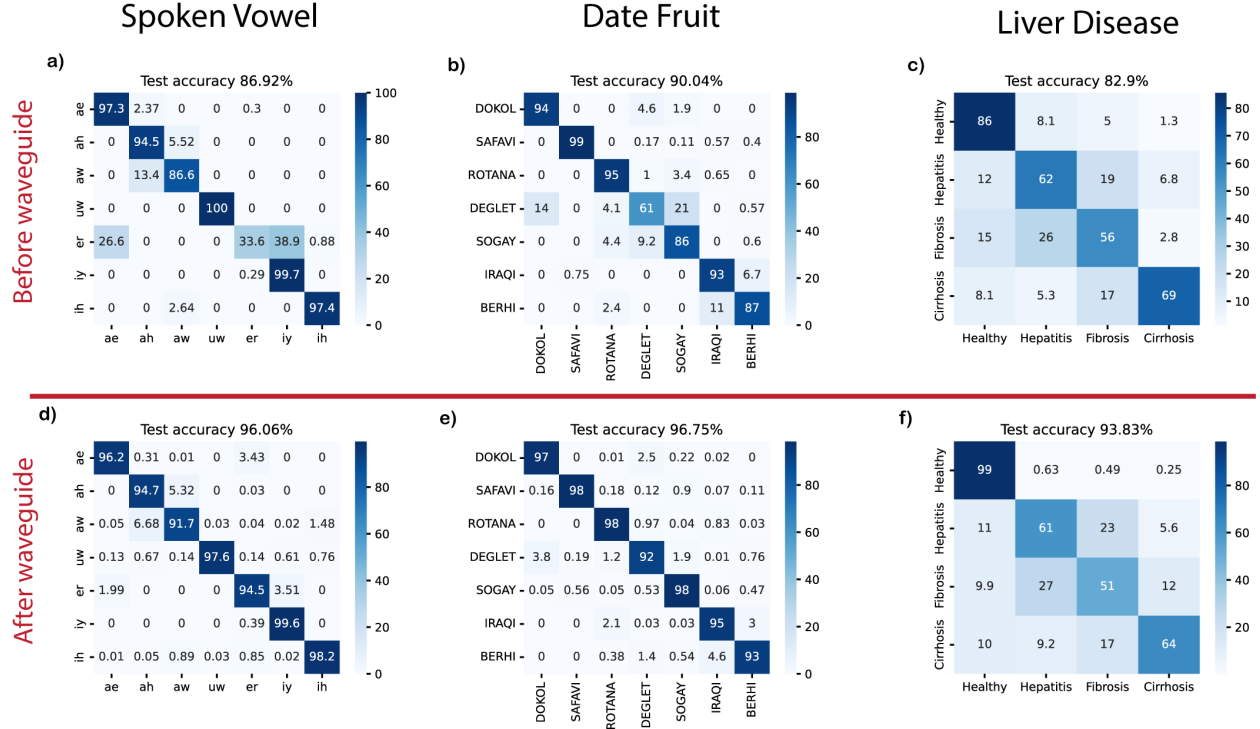 Spoken Vowel
Date Fruit
Liver Disease
Before waveguide
a)
Test accuracy 86.92%
ae 97.3 2.37 0 0 0.3 0 0
ah 0 94.5 5.52 0 0 0 0
aw 0 13.4 86.6 0 0 0 0
uw 0 0 0 100 0 0 0
er 26.6 0 0 0 33.6 38.9 0.88
iy 0 0 0 0 0.29 99.7 0
ih 0 0 2.64 0 0 0 97.4
ae ah aw uw er iy ih
100
80
60
40
20
0
b)
Test accuracy 90.04%
DOKOL 94 0 0 4.6 1.9 0 0
SAFAVI 0 99 0 0.17 0.11 0.57 0.4
ROTANA 0 0 95 1 3.4 0.65 0
DEGLET 14 0 4.1 61 21 0 0.57
SOGAY 0 0 4.4 9.2 86 0 0.6
IRAQI 0 0.75 0 0 0 93 6.7
BERHI 0 0 2.4 0 0 11 87
DOKOL SAFAVI ROTANA DEGLET SOGAY IRAQI BERHI
80
60
40
20
0
c)
Test accuracy 82.9%
Healthy 86 8.1 5 1.3
Hepatitis 12 62 19 6.8
Fibrosis 15 26 56 2.8
Cirrhosis 8.1 5.3 17 69
Healthy Hepatitis Fibrosis Cirrhosis
80
70
60
50
40
30
20
10
After waveguide
d)
Test accuracy 96.06%
ae 96.2 0.31 0.01 0 3.43 0 0
ah 0 94.7 5.32 0 0.03 0 0
aw 0.05 6.68 91.7 0.03 0.04 0.02 1.48
uw 0.13 0.67 0.14 97.6 0.14 0.61 0.76
er 1.99 0 0 0 94.5 3.51 0
iy 0 0 0 0 0.39 99.6 0
ih 0.01 0.05 0.89 0.03 0.85 0.02 98.2
ae ah aw uw er iy ih
80
60
40
20
0
e)
Test accuracy 96.75%
DOKOL 97 0 0.01 2.5 0.22 0.02 0
SAFAVI 0.16 98 0.18 0.12 0.9 0.07 0.11
ROTANA 0 0 98 0.97 0.04 0.83 0.03
DEGLET 3.8 0.19 1.2 92 1.9 0.01 0.76
SOGAY 0.05 0.56 0.05 0.53 98 0.06 0.47
IRAQI 0 0 2.1 0.03 0.03 95 3
BERHI 0 0 0.38 1.4 0.54 4.6 93
DOKOL SAFAVI ROTANA DEGLET SOGAY IRAQI BERHI
80
60
40
20
0
f)
Test accuracy 93.83%
Healthy 99 0.63 0.49 0.25
Hepatitis 11 61 23 5.6
Fibrosis 9.9 27 51 12
Cirrhosis 10 9.2 17 64
Healthy Hepatitis Fibrosis Cirrhosis
80
60
40
20